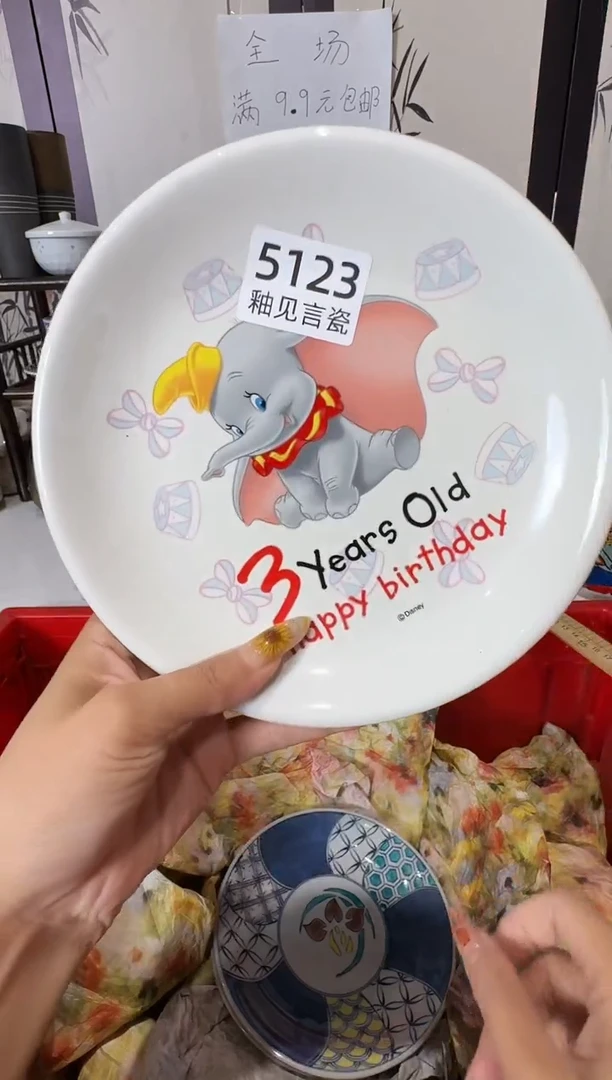 全 场
满 9.9元包邮
5123
釉见言瓷
3 Years Old
happy birthday
©Disney